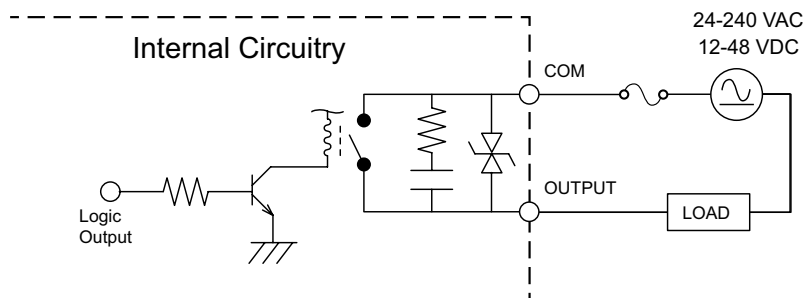 24-240 VAC
12-48 VDC
Internal Circuitry
COM
OUTPUT
LOAD
Logic
Output